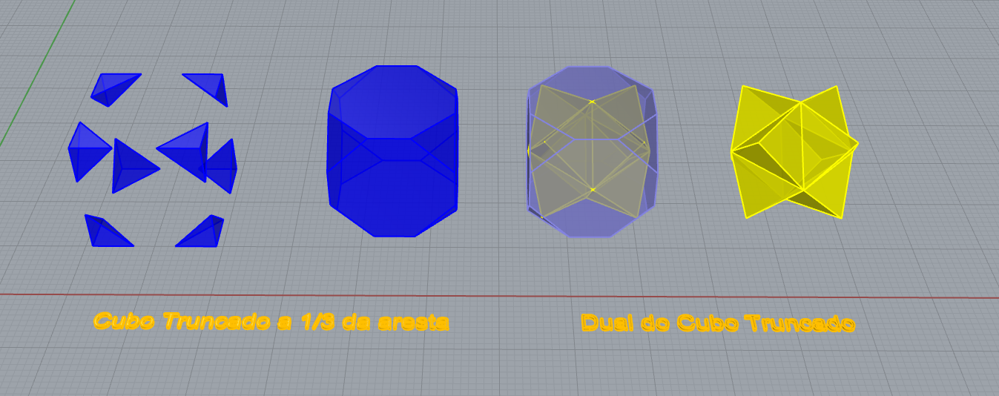 Cubo Truncado a 1/3 da aresta
Dual do Cubo Truncado